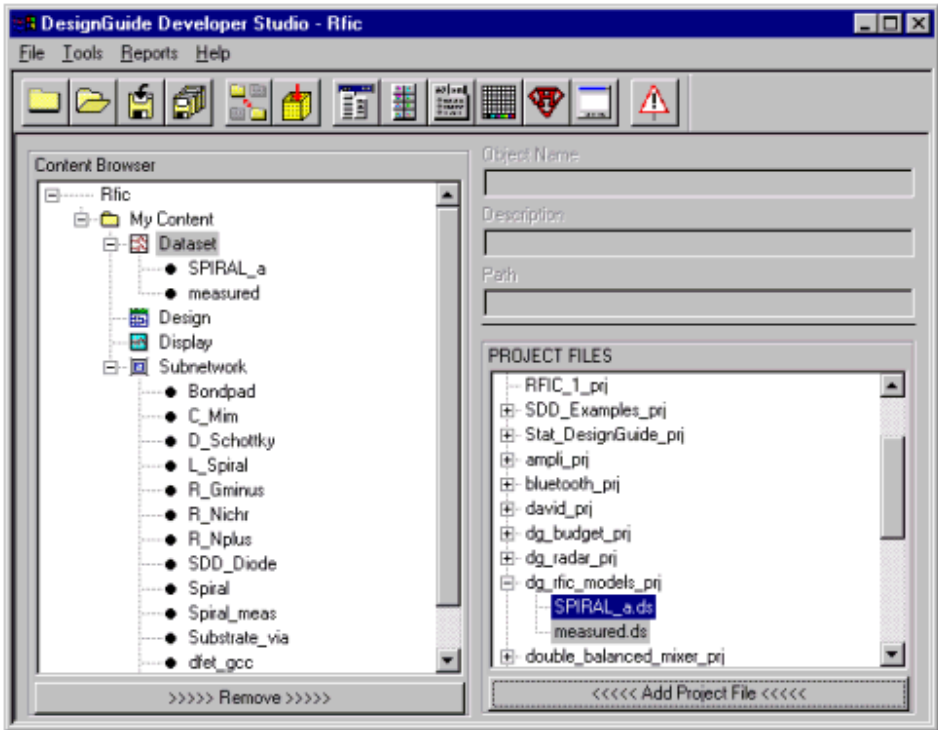 DesignGuide Developer Studio - Rfic
File Tools Reports Help
Content Browser
Rfic
My Content
Dataset
SPIRAL_a
measured
Design
Display
Subnetwork
Bondpad
C_Mim
D_Schottky
L_Spiral
R_Gminus
R_Nichr
R_Nplus
SDD_Diode
Spiral
Spiral_meas
Substrate_via
dfet_gcc
>>>>> Remove >>>>>
Object Name
Description
Path
PROJECT FILES
RFIC_1_prj
SDD_Examples_prj
Stat_DesignGuide_prj
ampli_prj
bluetooth_prj
david_prj
dg_budget_prj
dg_radar_prj
dg_rfic_models_prj
SPIRAL_a.ds
measured.ds
double_balanced_mixer_prj
<<<<< Add Project File <<<<<